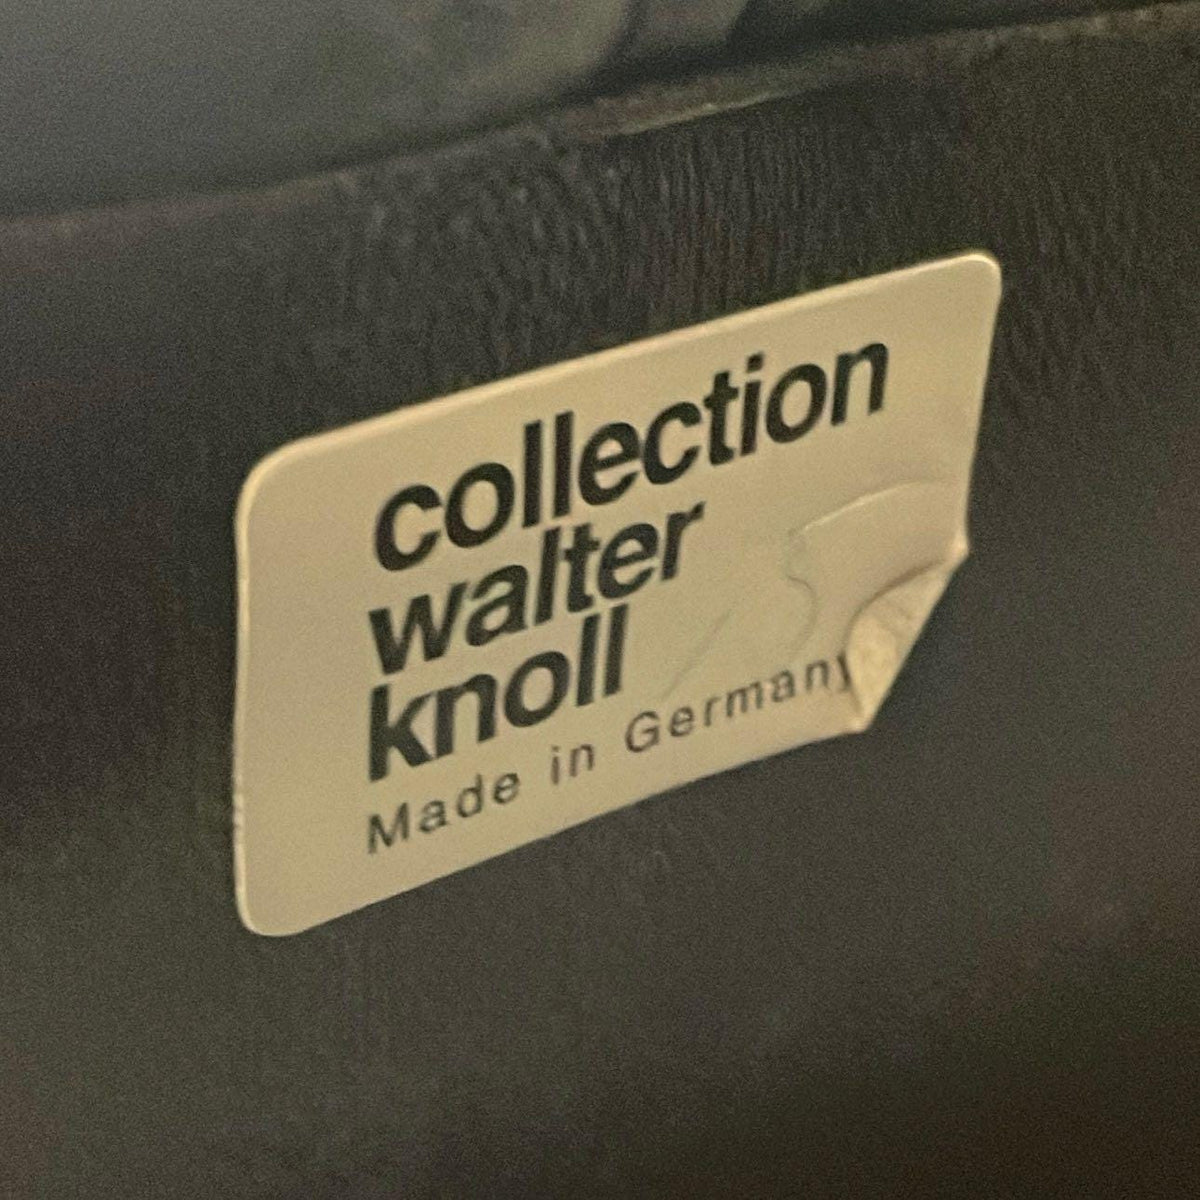 collection
walter
knoll
Made in Germany